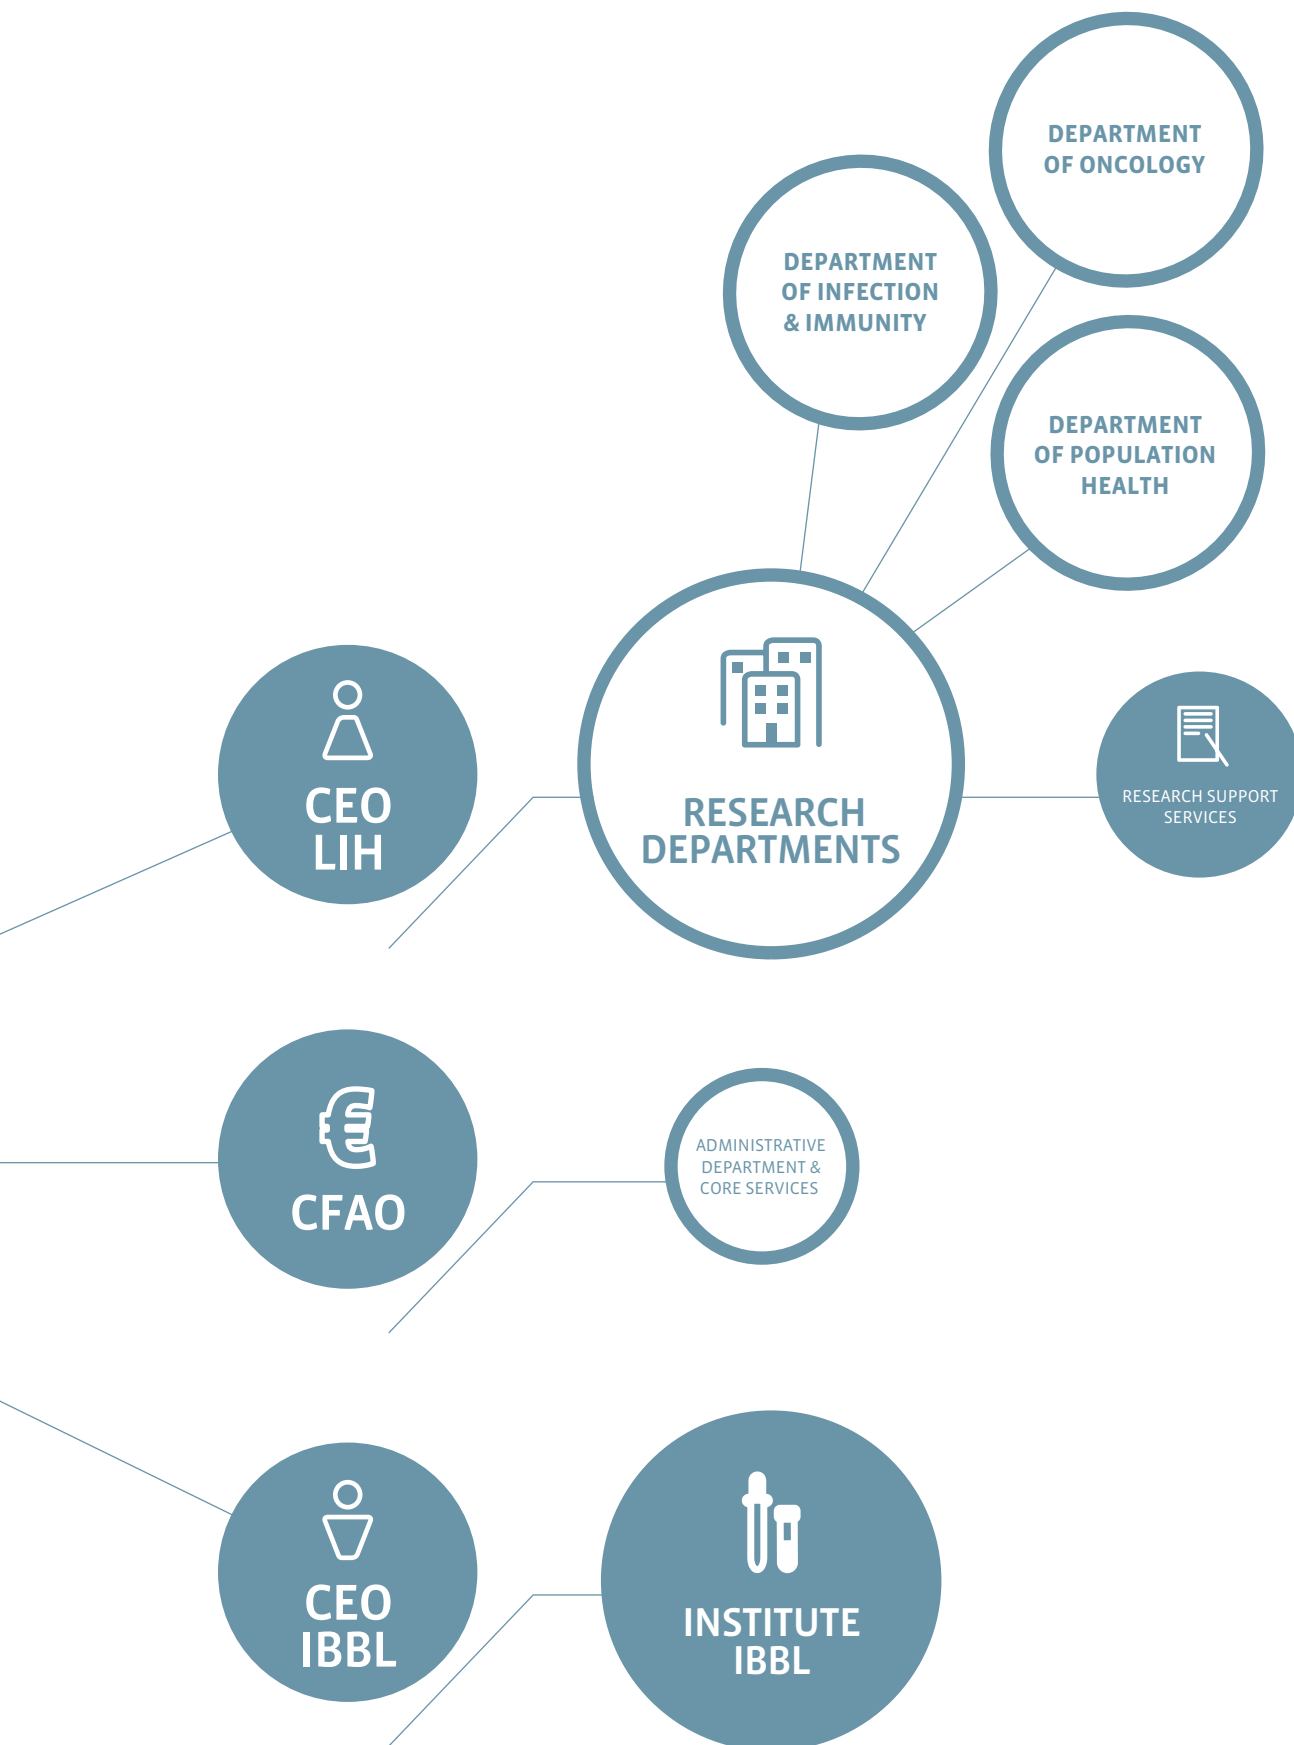 DEPARTMENT
OF ONCOLOGY
DEPARTMENT
OF INFECTION
& IMMUNITY
DEPARTMENT
OF POPULATION
HEALTH
CEO
LIH
RESEARCH
DEPARTMENTS
RESEARCH SUPPORT
SERVICES
€
CFAO
ADMINISTRATIVE
DEPARTMENT &
CORE SERVICES
CEO
IBBL
INSTITUTE
IBBL